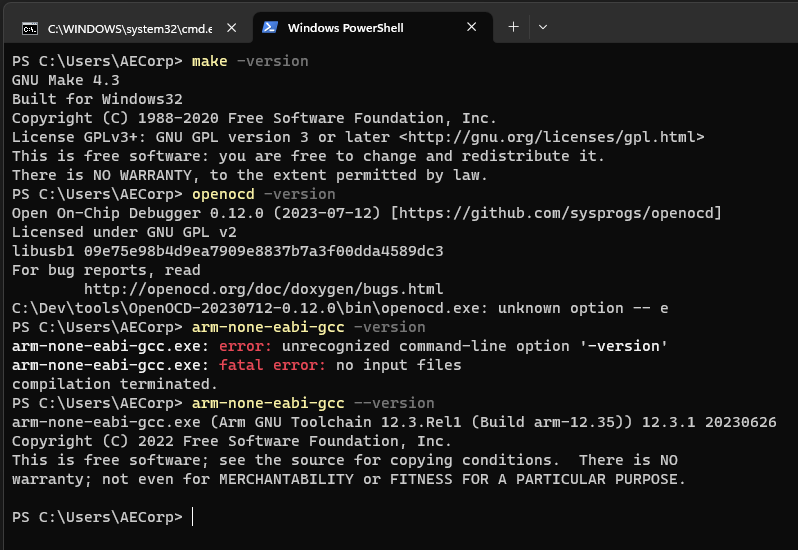 C:\WINDOWS\system32\cmd.e
Windows PowerShell
PS C:\Users\AECorp> make -version
GNU Make 4.3
Built for Windows32
Copyright (C) 1988-2020 Free Software Foundation, Inc.
License GPLv3+: GNU GPL version 3 or later <http://gnu.org/licenses/gpl.html>
This is free software: you are free to change and redistribute it.
There is NO WARRANTY, to the extent permitted by law.
PS C:\Users\AECorp> openocd -version
Open On-Chip Debugger 0.12.0 (2023-07-12) [https://github.com/sysprogs/openocd]
Licensed under GNU GPL v2
libusb1 09e75e98b4d9ea7909e8837b7a3f00dda4589dc3
For bug reports, read
        http://openocd.org/doc/doxygen/bugs.html
C:\Dev\tools\OpenOCD-20230712-0.12.0\bin\openocd.exe: unknown option -- e
PS C:\Users\AECorp> arm-none-eabi-gcc -version
arm-none-eabi-gcc.exe: error: unrecognized command-line option '-version'
arm-none-eabi-gcc.exe: fatal error: no input files
compilation terminated.
PS C:\Users\AECorp> arm-none-eabi-gcc --version
arm-none-eabi-gcc.exe (Arm GNU Toolchain 12.3.Rel1 (Build arm-12.35)) 12.3.1 20230626
Copyright (C) 2022 Free Software Foundation, Inc.
This is free software; see the source for copying conditions.  There is NO
warranty; not even for MERCHANTABILITY or FITNESS FOR A PARTICULAR PURPOSE.
PS C:\Users\AECorp>